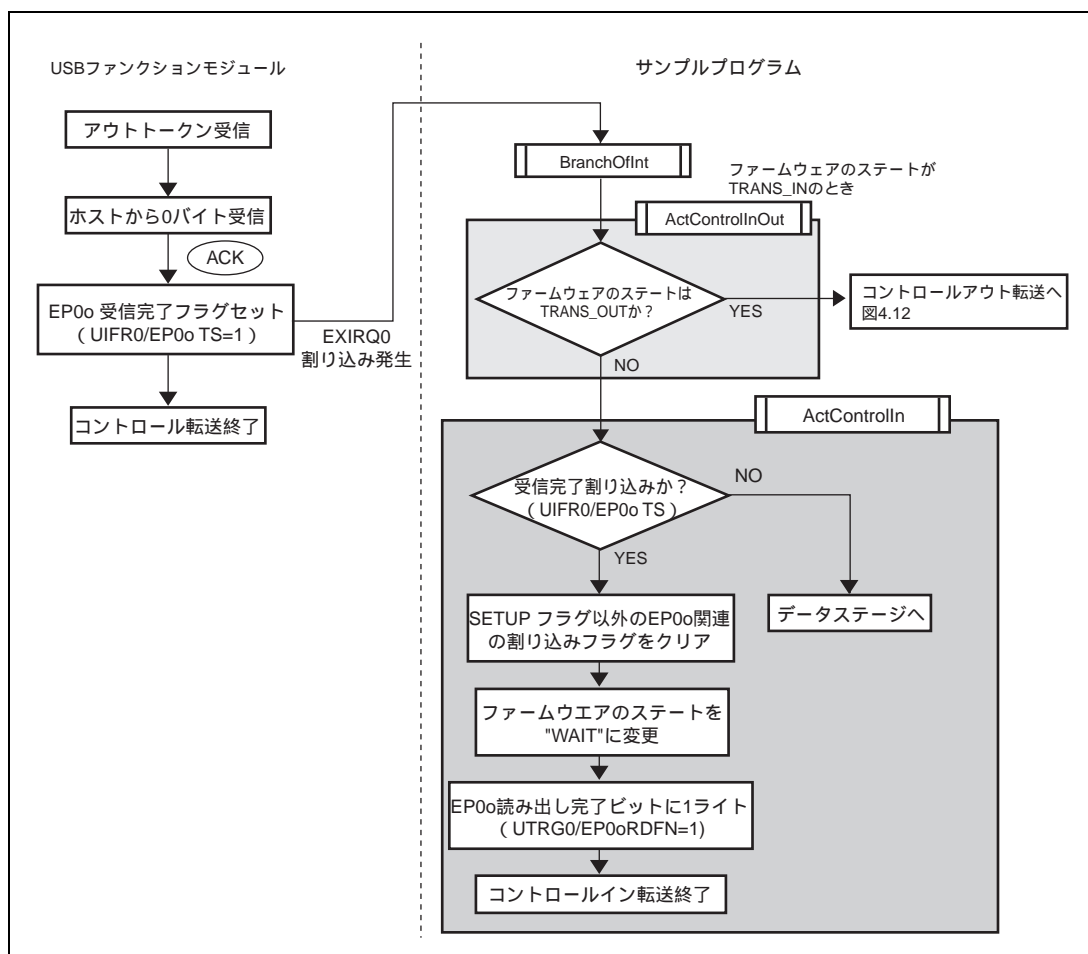 USBファンクションモジュール
アウトトークン受信
ホストから0バイト受信
ACK
EP0o 受信完了フラグセット
( UIFR0/EP0o TS=1 )
コントロール転送終了
EXIRQ0
割り込み発生
サンプルプログラム
BranchOfInt
ファームウェアのステートが
TRANS_INのとき
ActControlInOut
ファームウェアのステートは
TRANS_OUTか？
YES
コントロールアウト転送へ
図4.12
NO
ActControlIn
受信完了割り込みか？
( UIFR0/EP0o TS )
NO
YES
データステージへ
SETUP フラグ以外のEP0o関連
の割り込みフラグをクリア
ファームウエアのステートを
"WAIT"に変更
EP0o読み出し完了ビットに1ライト
( UTRG0/EP0oRDFN=1)
コントロールイン転送終了